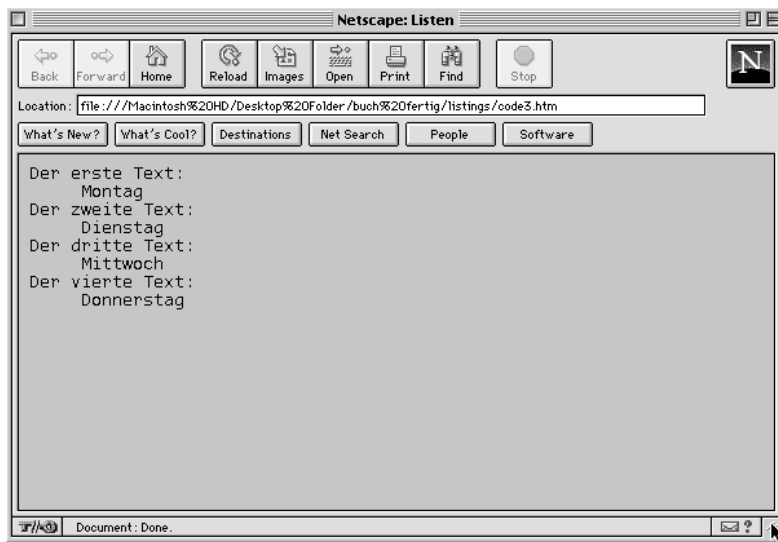 Netscape: Listen
Back Forward Home Reload Images Open Print Find Stop
N
Location: file:///Macintosh%20HD/Desktop%20Folder/buch%20fertig/listings/code3.htm
What's New? What's Cool? Destinations Net Search People Software
Der erste Text:
Montag
Der zweite Text:
Dienstag
Der dritte Text:
Mittwoch
Der vierte Text:
Donnerstag
Document: Done. ?